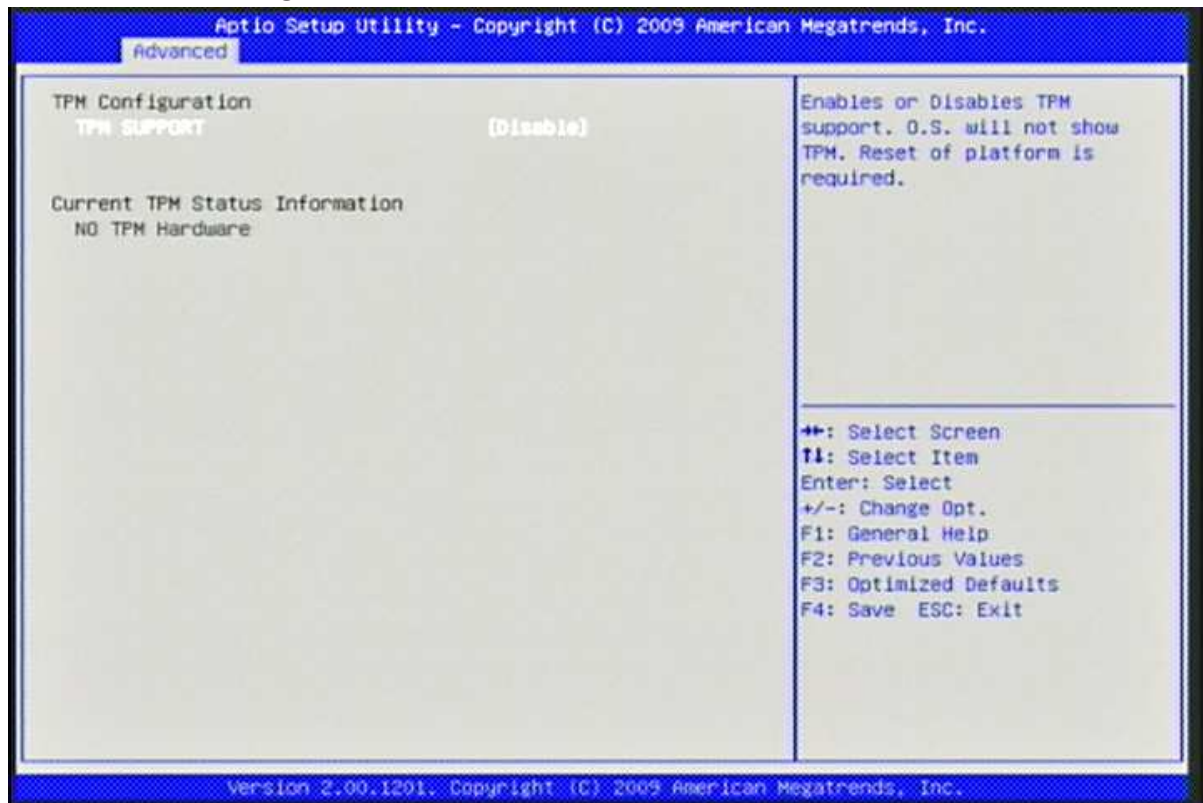 Aptio Setup Utility – Copyright (C) 2009 American Megatrends, Inc.
Advanced
TPM Configuration
TPM SUPPORT [Disable]
Current TPM Status Information
NO TPM Hardware
Enables or Disables TPM
support. O.S. will not show
TPM. Reset of platform is
required.
→←: Select Screen
↑↓: Select Item
Enter: Select
+/-: Change Opt.
F1: General Help
F2: Previous Values
F3: Optimized Defaults
F4: Save ESC: Exit
Version 2.00.1201. Copyright (C) 2009 American Megatrends, Inc.